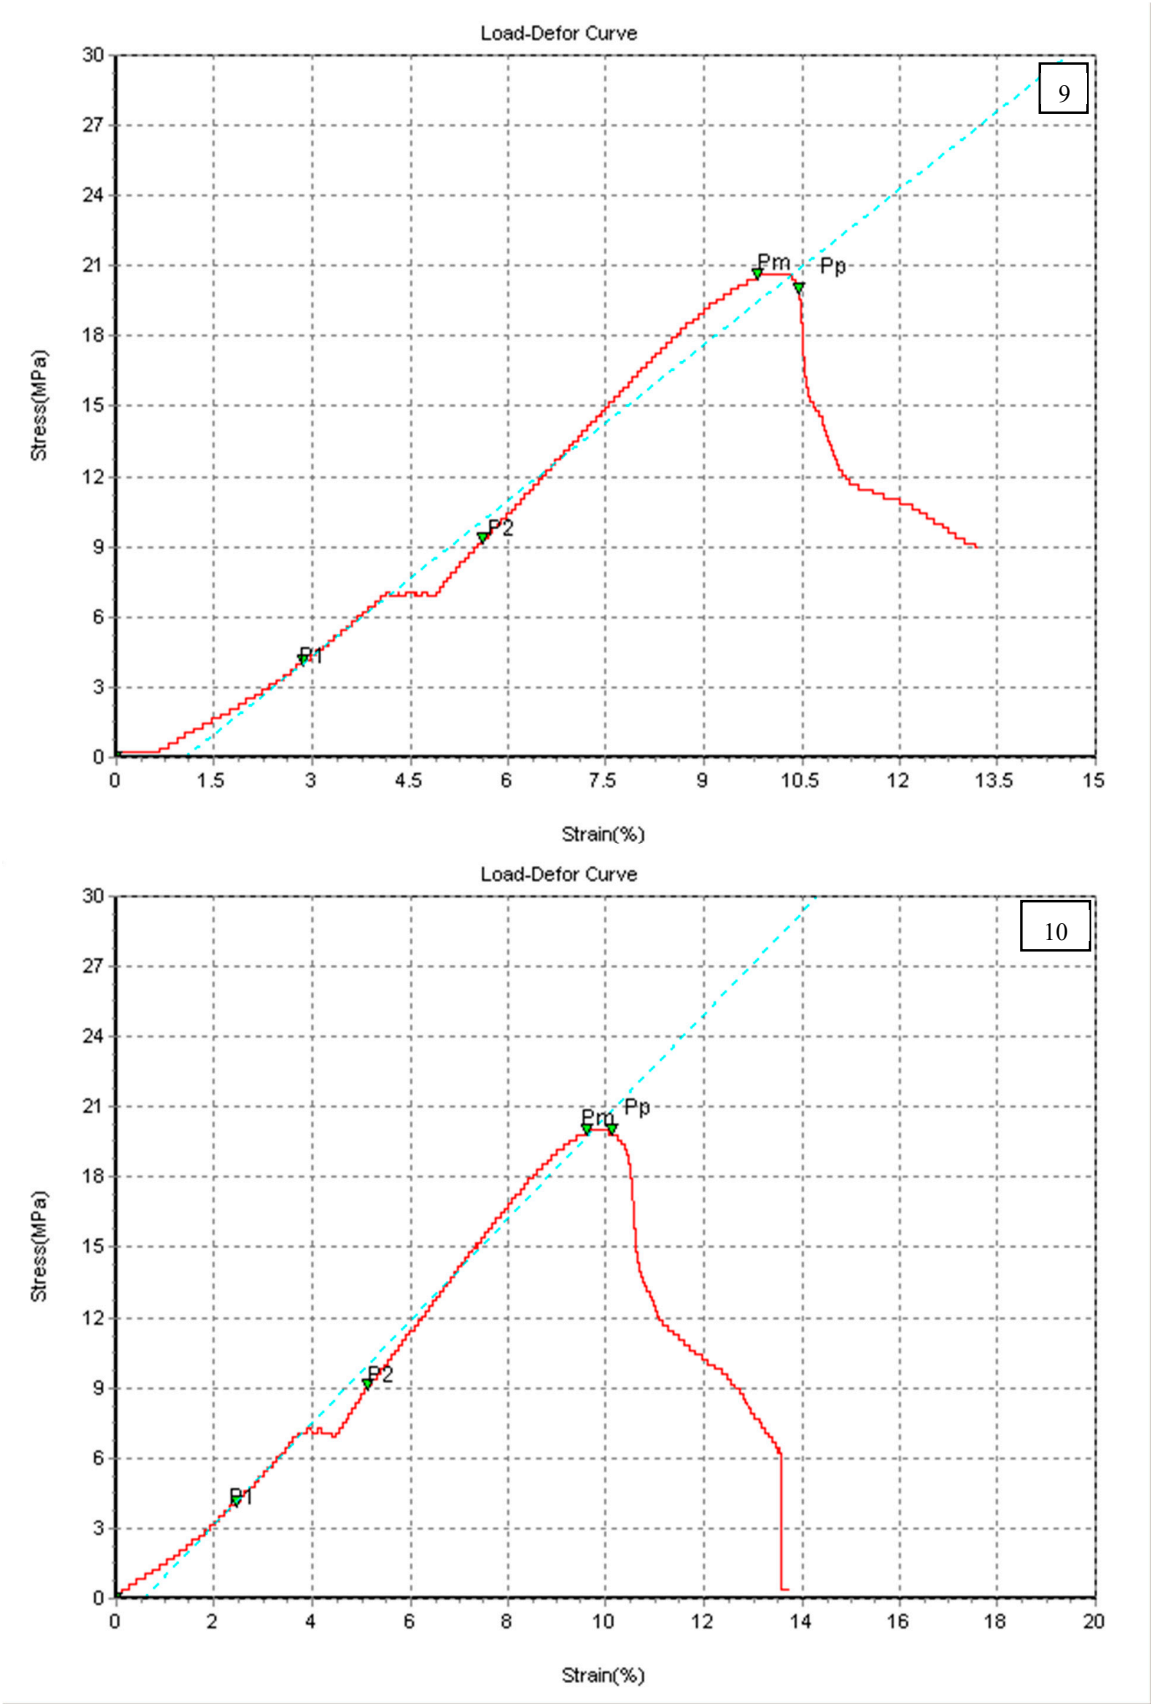 Load-Defor Curve
30
9
27
24
21
Pm
Pp
18
Stress(MPa)
15
12
P2
9
6
P1
3
0
0 1.5 3 4.5 6 7.5 9 10.5 12 13.5 15
Strain(%)
Load-Defor Curve
30
10
27
24
21
Pm
Pp
18
Stress(MPa)
15
12
P2
9
6
P1
3
0
0 2 4 6 8 10 12 14 16 18 20
Strain(%)